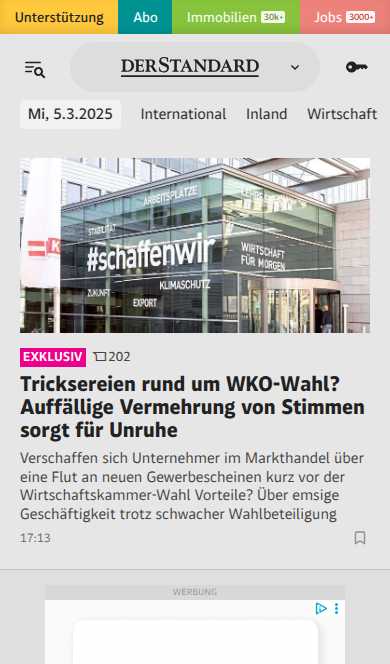 Unterstützung Abo Immobilien 30k+ Jobs 3000+
DERSTANDARD
Mi, 5.3.2025 International Inland Wirtschaft
ARBEITSPLÄTZE
STABILITÄT
#schaffenwir
WIRTSCHAFT
FÜR MORGEN
KLIMASCHUTZ
ZUKUNFT
EXPORT
EXKLUSIV 202
Tricksereien rund um WKO-Wahl?
Auffällige Vermehrung von Stimmen
sorgt für Unruhe
Verschaffen sich Unternehmer im Markthandel über
eine Flut an neuen Gewerbescheinen kurz vor der
Wirtschaftskammer-Wahl Vorteile? Über emsige
Geschäftigkeit trotz schwacher Wahlbeteiligung
17:13
WERBUNG